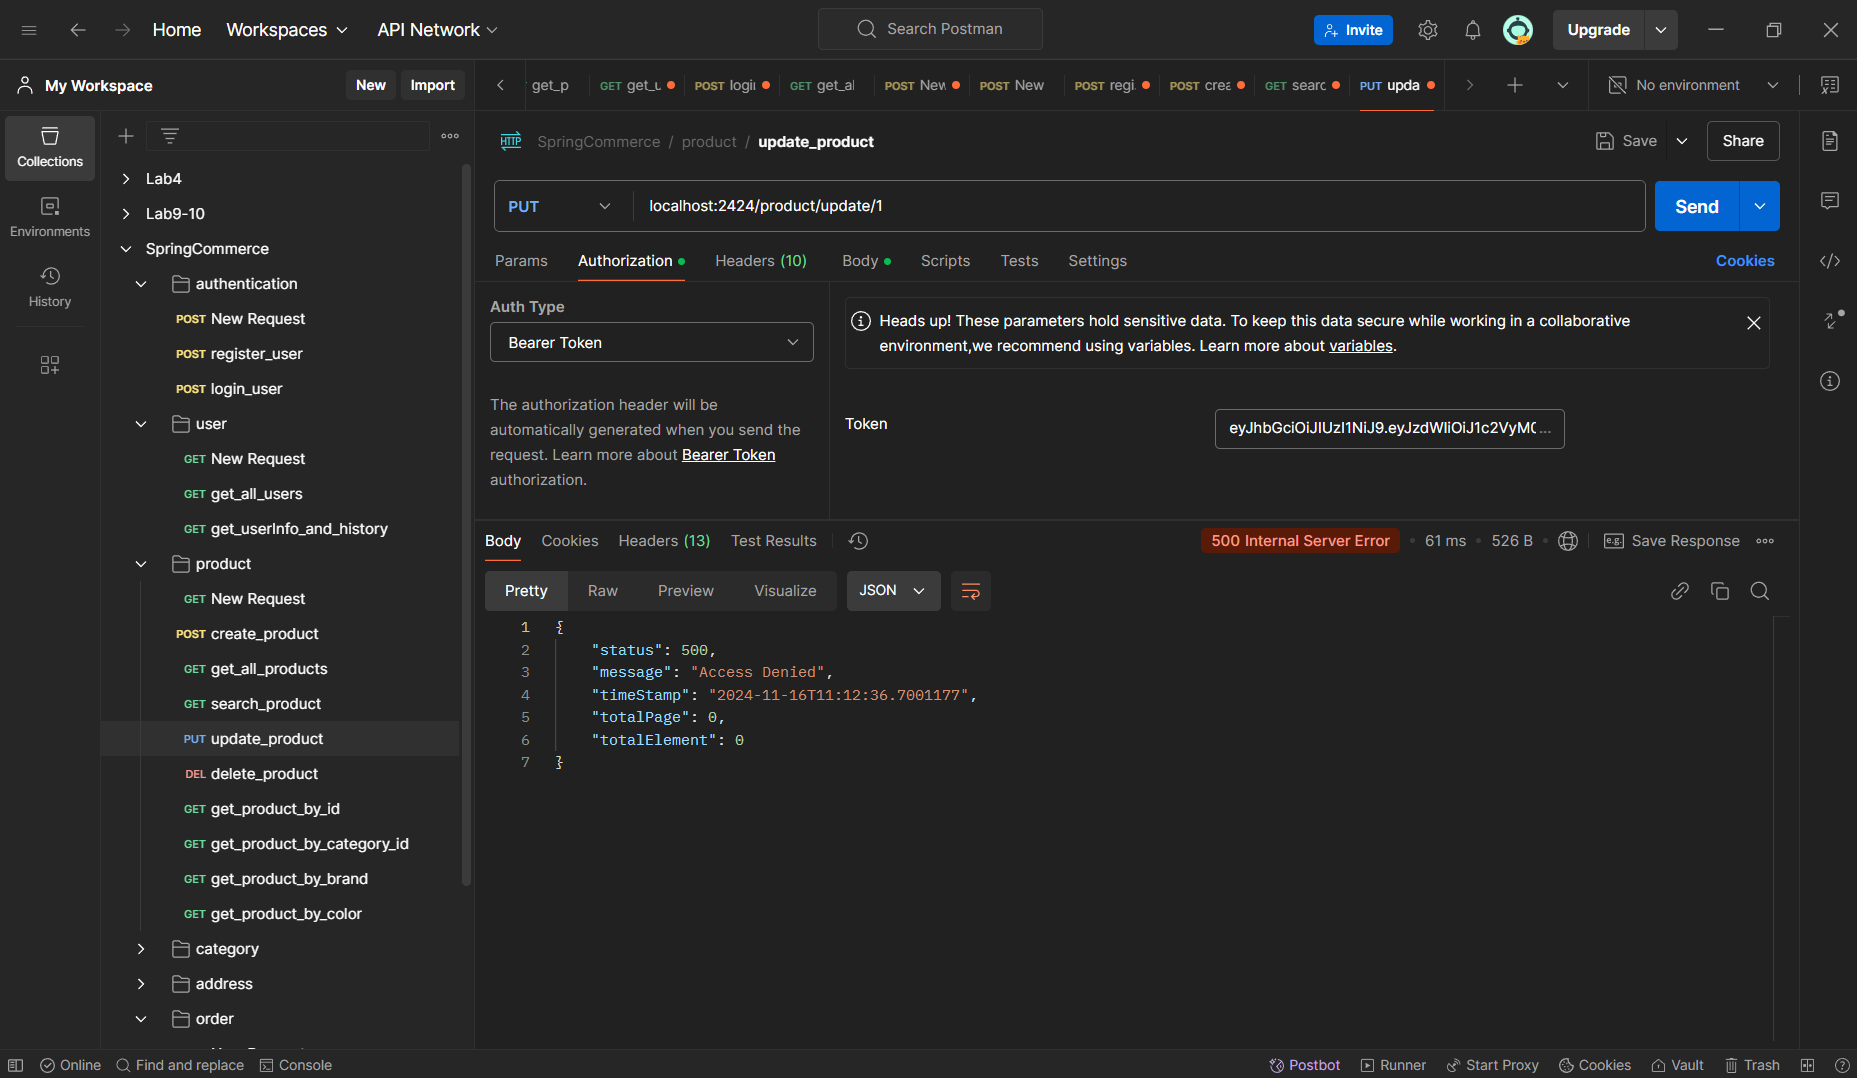 Home Workspaces API Network Search Postman Invite Upgrade
My Workspace New Import
get_p GET get_u POST logi GET get_al POST New POST New POST regi. POST crea GET searc PUT upda No environment
Collections
Environments
History
Lab4
Lab9-10
SpringCommerce
authentication
POST New Request
POST register_user
POST login_user
user
GET New Request
GET get_all_users
GET get_userInfo_and_history
product
GET New Request
POST create_product
GET get_all_products
GET search_product
PUT update_product
DEL delete_product
GET get_product_by_id
GET get_product_by_category_id
GET get_product_by_brand
GET get_product_by_color
category
address
order
HTTP SpringCommerce / product / update_product Save Share
PUT localhost:2424/product/update/1 Send
Params Authorization Headers (10) Body Scripts Tests Settings Cookies
Auth Type
Bearer Token
The authorization header will be
automatically generated when you send the
request. Learn more about Bearer Token
authorization.
Heads up! These parameters hold sensitive data. To keep this data secure while working in a collaborative
environment,we recommend using variables. Learn more about variables.
Token
Body Cookies Headers (13) Test Results 500 Internal Server Error 61 ms 526 B e.g. Save Response
Pretty Raw Preview Visualize JSON
1 {
2 "status": 500,
3 "message": "Access Denied",
4 "timeStamp": "2024-11-16T11:12:36.7001177",
5 "totalPage": 0,
6 "totalElement": 0
7 }
Online Find and replace Console Postbot Runner Start Proxy Cookies Vault Trash